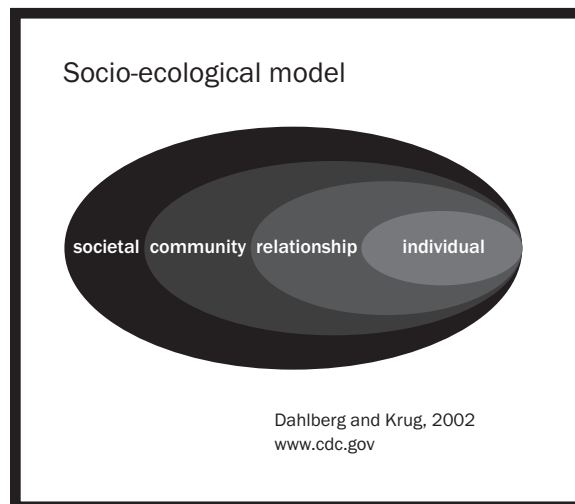 Socio-ecological model
societal community relationship individual
Dahlberg and Krug, 2002
www.cdc.gov